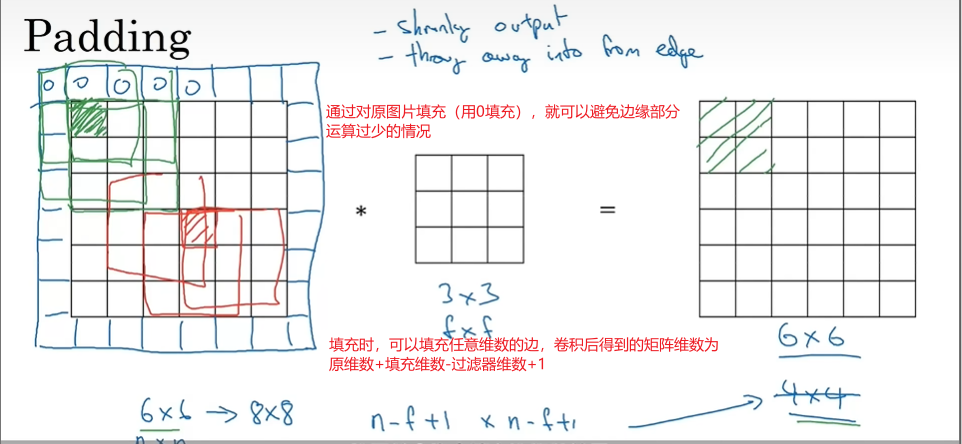 Padding
- shrinky output
- throw away info from edge
0 0 0 0 0
通过对原图片填充（用0填充），就可以避免边缘部分
运算过少的情况
*
=
3×3
f×f
填充时，可以填充任意维数的边，卷积后得到的矩阵维数为
原维数+填充维数-过滤器维数+1
6×6
4×4
6×6 → 8×8
n×n
n-f+1 × n-f+1